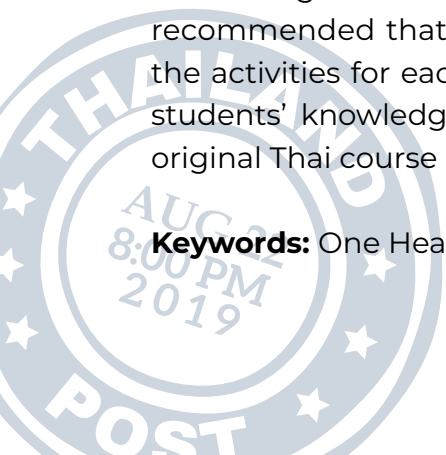 recommended that
the activities for eac
students' knowledg
original Thai course
Keywords: One Hea
THAILAND
AUG 22
8:00 PM
2019
POST